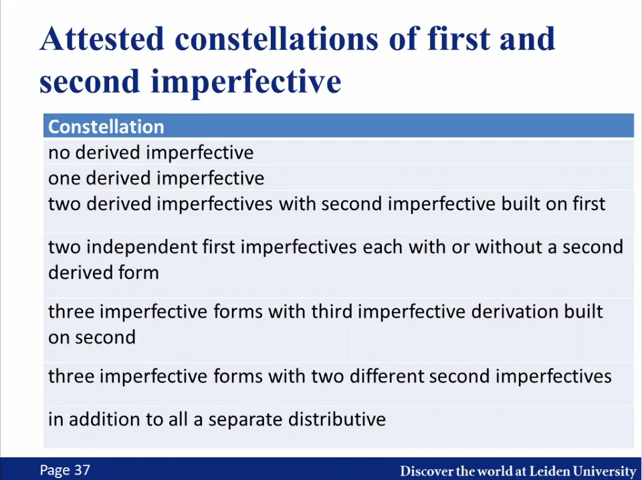 Attested constellations of first and
second imperfective
Constellation
no derived imperfective
one derived imperfective
two derived imperfectives with second imperfective built on first
two independent first imperfectives each with or without a second
derived form
three imperfective forms with third imperfective derivation built
on second
three imperfective forms with two different second imperfectives
in addition to all a separate distributive
Page 37
Discover the world at Leiden University